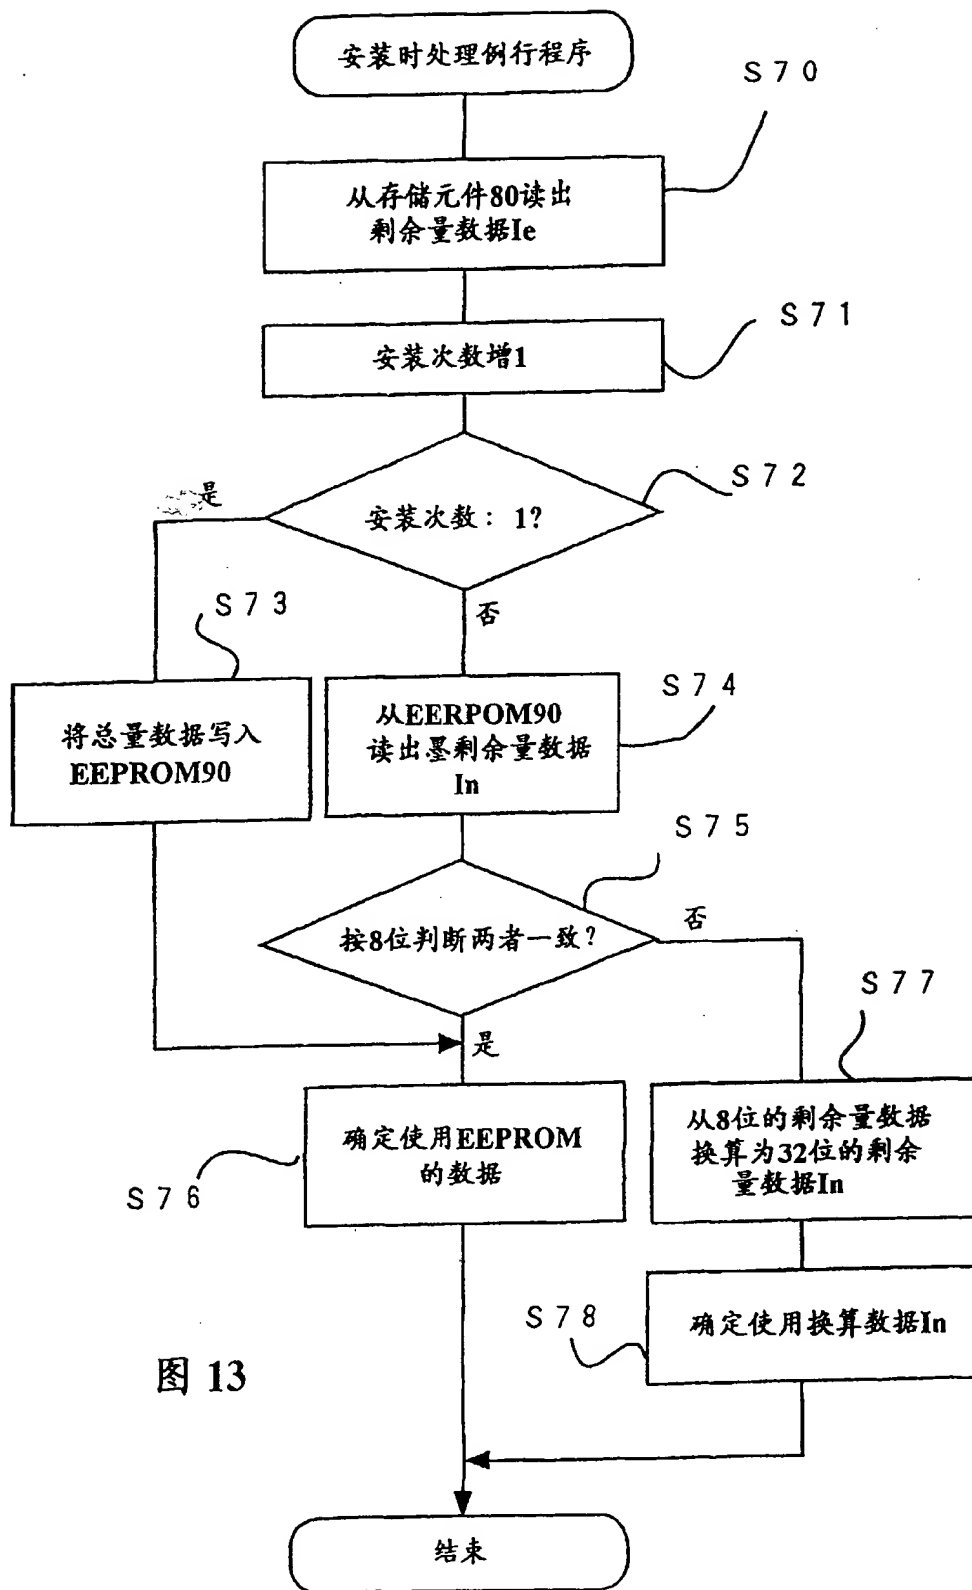 安装时处理例行程序
S70
从存储元件80读出
剩余量数据Ie
S71
安装次数增1
S72
安装次数：1?
是
否
S73
将总量数据写入
EEPROM90
S74
从EERPOM90
读出墨剩余量数据
In
S75
按8位判断两者一致?
否
是
S77
从8位的剩余量数据
换算为32位的剩余
量数据In
确定使用EEPROM
的数据
S76
S78
确定使用换算数据In
图 13
结束